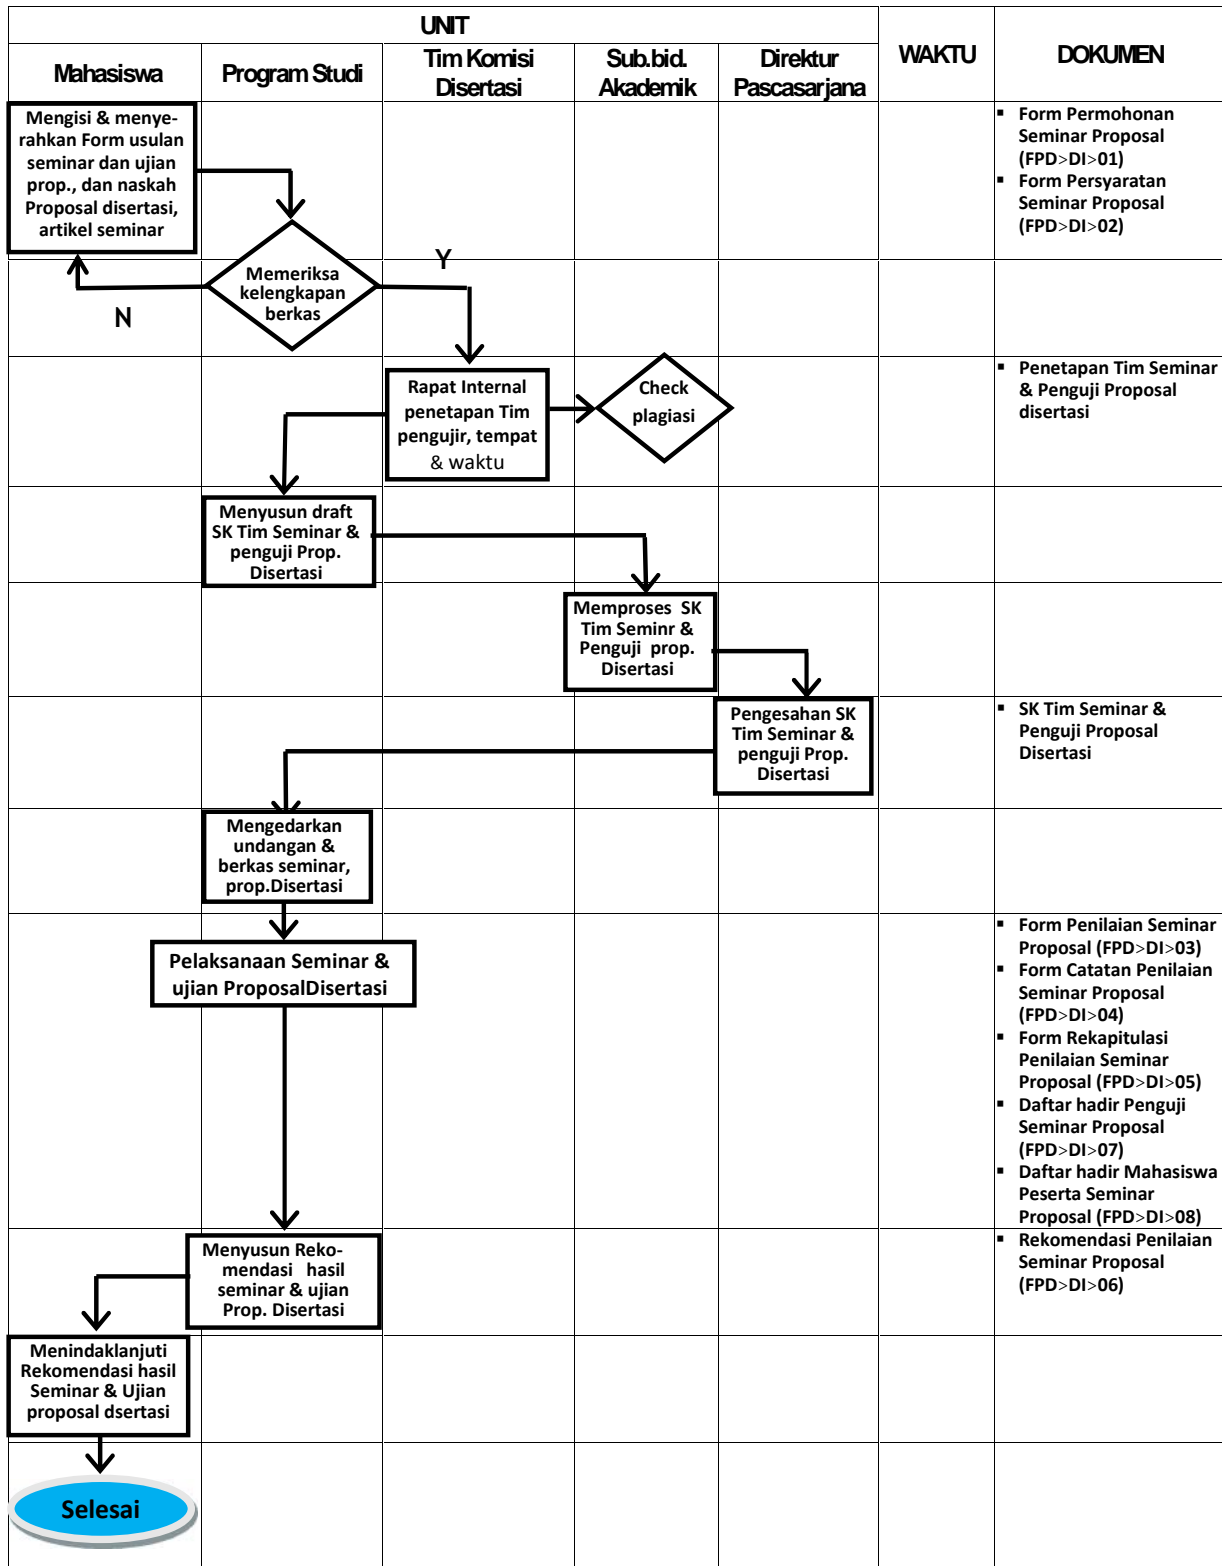 UNIT
WAKTU
DOKUMEN
Mahasiswa
Program Studi
Tim Komisi
Disertasi
Sub.bid.
Akademik
Direktur
Pascasarjana
Mengisi & menye-
rahkan Form usulan
seminar dan ujian
prop., dan naskah
Proposal disertasi,
artikel seminar
▪ Form Permohonan
Seminar Proposal
(FPD>DI>01)
▪ Form Persyaratan
Seminar Proposal
(FPD>DI>02)
Memeriksa
kelengkapan
berkas
Y
N
Rapat Internal
penetapan Tim
pengujir, tempat
& waktu
Check
plagiasi
▪ Penetapan Tim Seminar
& Penguji Proposal
disertasi
Menyusun draft
SK Tim Seminar &
penguji Prop.
Disertasi
Memproses SK
Tim Seminr &
Penguji prop.
Disertasi
Pengesahan SK
Tim Seminar &
penguji Prop.
Disertasi
▪ SK Tim Seminar &
Penguji Proposal
Disertasi
Mengedarkan
undangan &
berkas seminar,
prop.Disertasi
Pelaksanaan Seminar &
ujian ProposalDisertasi
▪ Form Penilaian Seminar
Proposal (FPD>DI>03)
▪ Form Catatan Penilaian
Seminar Proposal
(FPD>DI>04)
▪ Form Rekapitulasi
Penilaian Seminar
Proposal (FPD>DI>05)
▪ Daftar hadir Penguji
Seminar Proposal
(FPD>DI>07)
▪ Daftar hadir Mahasiswa
Peserta Seminar
Proposal (FPD>DI>08)
Menyusun Reko-
mendasi hasil
seminar & ujian
Prop. Disertasi
▪ Rekomendasi Penilaian
Seminar Proposal
(FPD>DI>06)
Menindaklanjuti
Rekomendasi hasil
Seminar & Ujian
proposal dsertasi
Selesai